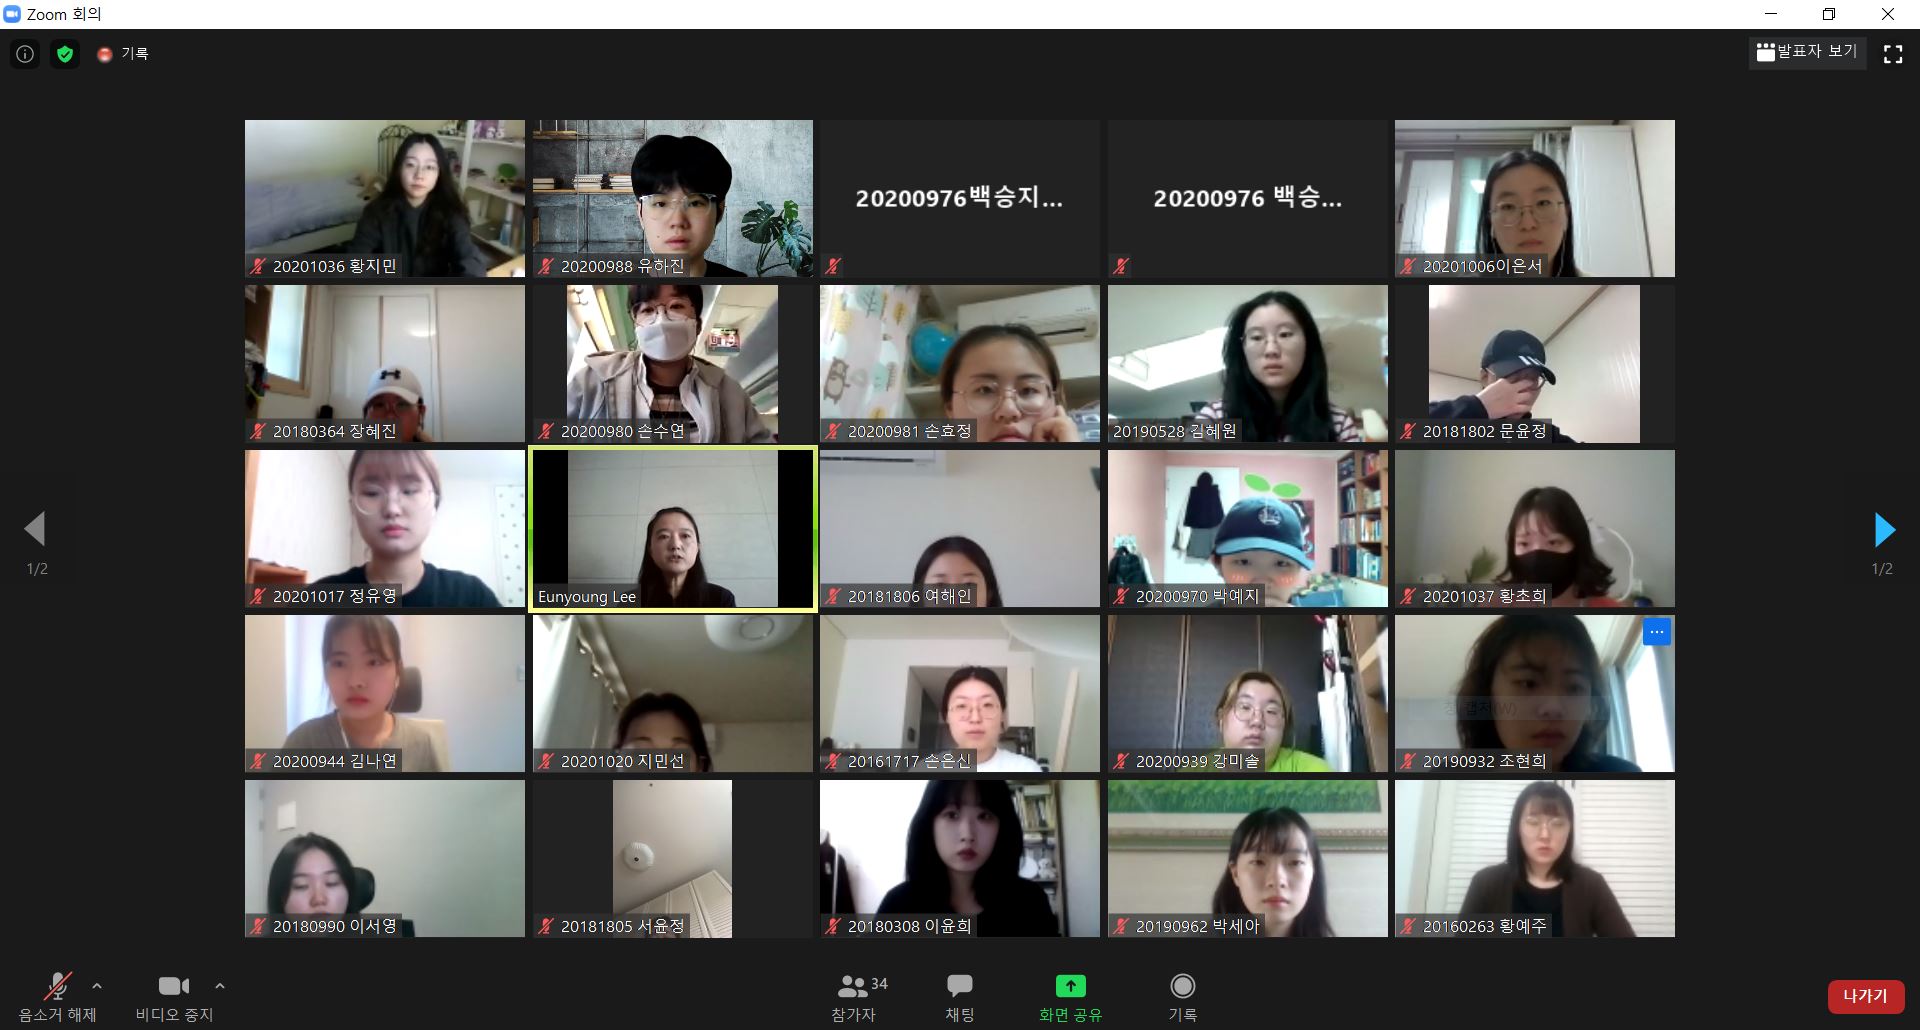 Zoom 회의
기록
발표자 보기
20201036 황지민
20200988 유하진
20200976백승지...
20200976 백승...
20201006이은서
20180364 장혜진
20200980 손수연
20200981 손효정
20190528 김혜원
20181802 문윤정
20201017 정유영
Eunyoung Lee
20181806 여해인
20200970 박예지
20201037 황초희
1/2
1/2
20200944 김나연
20201020 지민선
20161717 손은신
20200939 강미솔
20190932 조현희
창 캡처(W)
20180990 이서영
20181805 서윤정
20180308 이윤희
20190962 박세아
20160263 황예주
음소거 해제
비디오 중지
34
참가자
채팅
화면 공유
기록
나가기